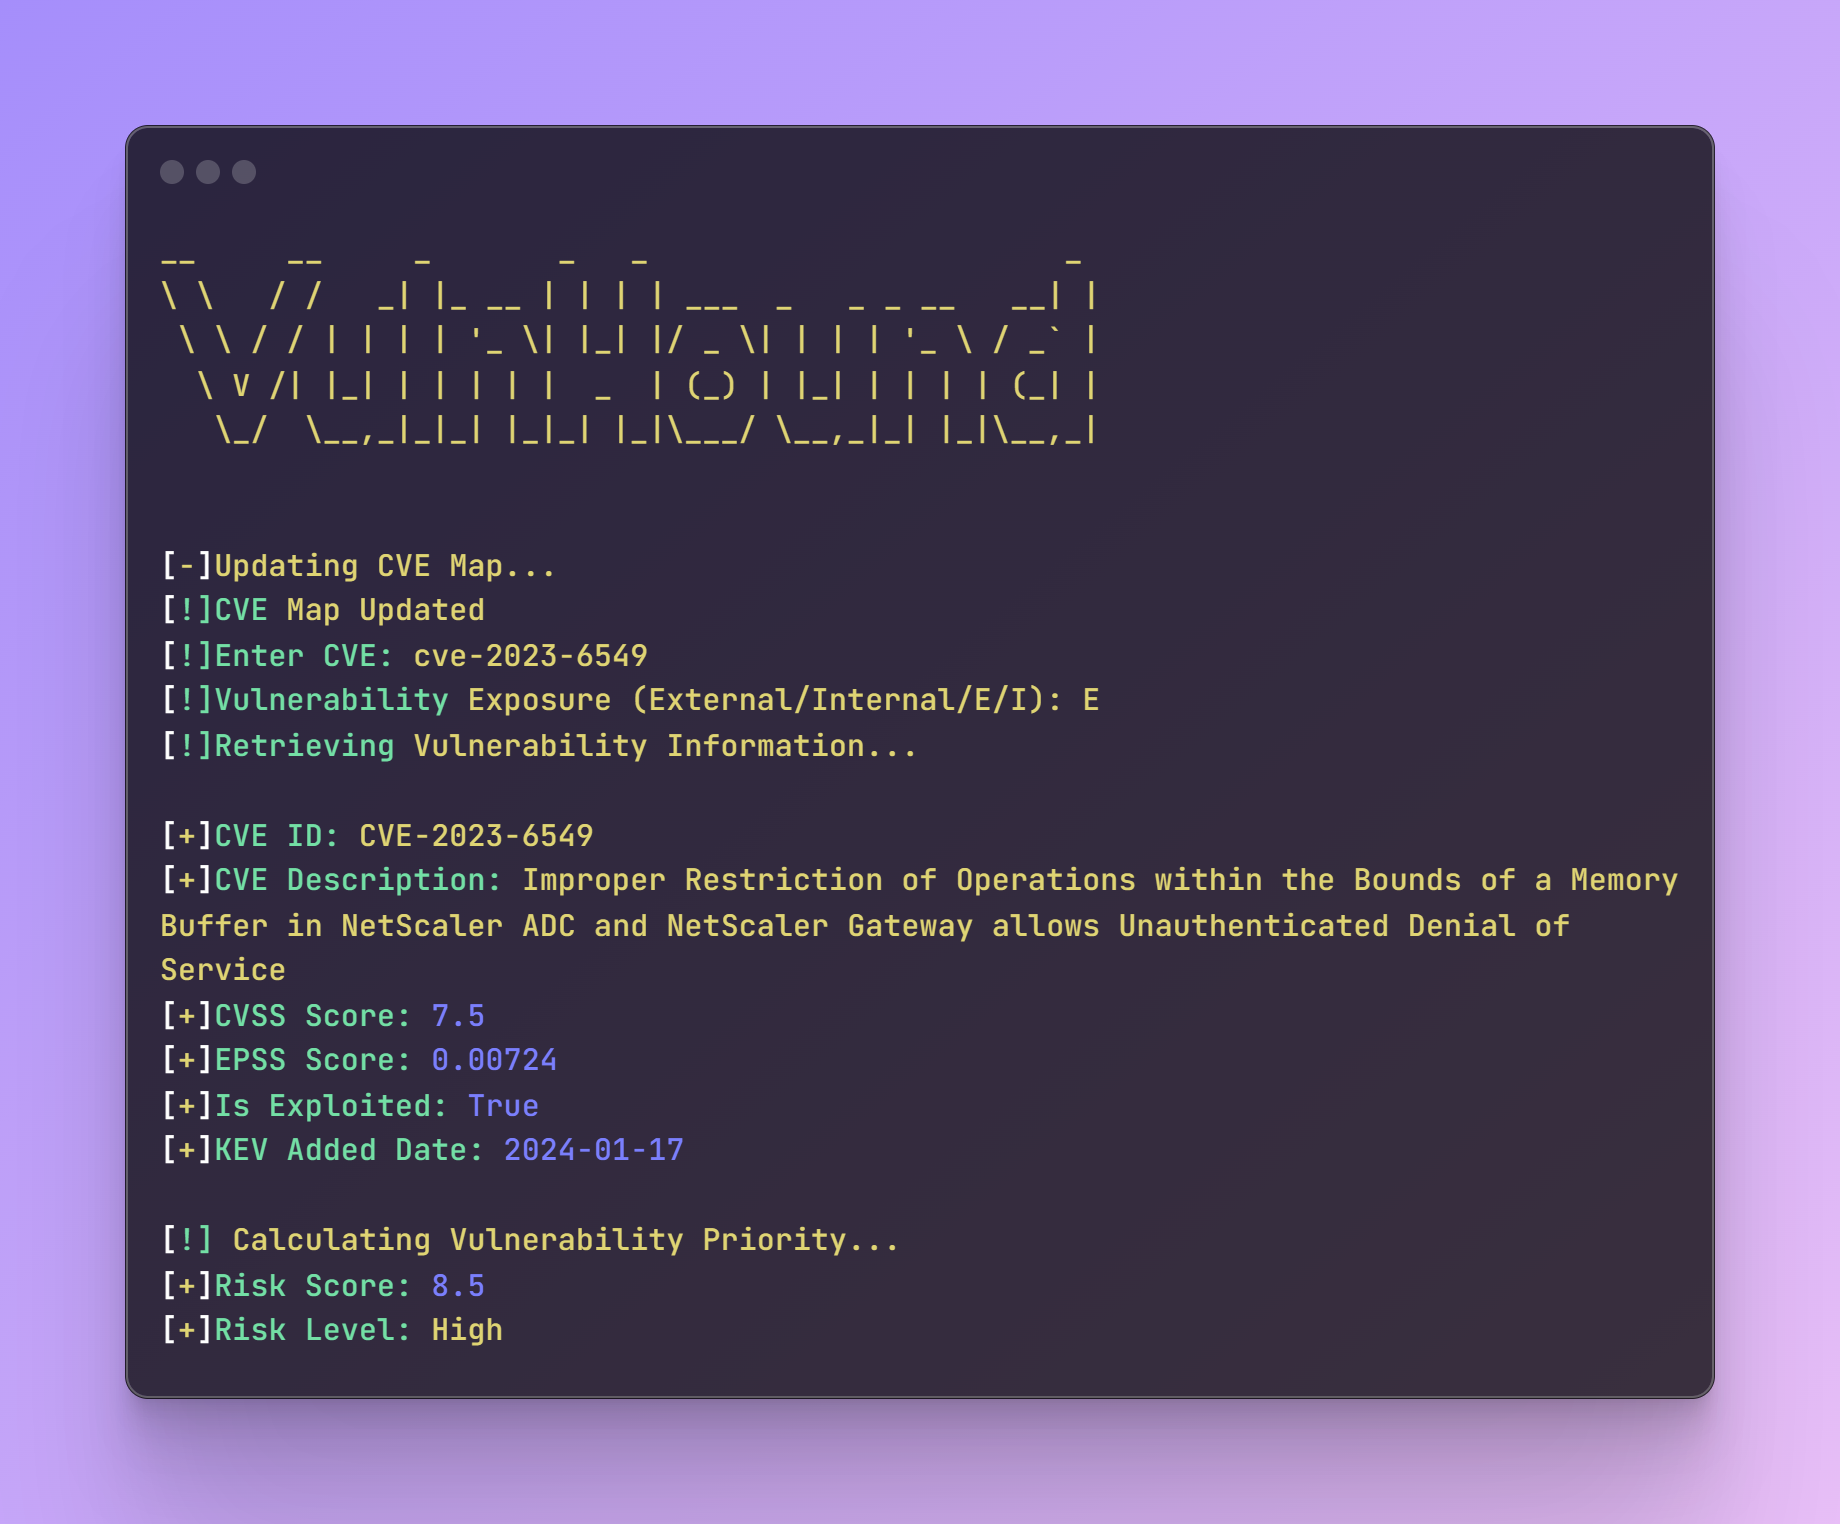 __     __     _       _   _                       _
\ \   / /   _| |_ __ | | | | ___  _   _ _ __   __| |
 \ \ / / | | | | '_ \| |_| |/ _ \| | | | '_ \ / _` |
  \ V /| |_| | | | | |  _  | (_) | |_| | | | | (_| |
   \_/  \__,_|_|_| |_|_| |_|\___/ \__,_|_| |_|\__,_|
[-]Updating CVE Map...
[!]CVE Map Updated
[!]Enter CVE: cve-2023-6549
[!]Vulnerability Exposure (External/Internal/E/I): E
[!]Retrieving Vulnerability Information...
[+]CVE ID: CVE-2023-6549
[+]CVE Description: Improper Restriction of Operations within the Bounds of a Memory
Buffer in NetScaler ADC and NetScaler Gateway allows Unauthenticated Denial of
Service
[+]CVSS Score: 7.5
[+]EPSS Score: 0.00724
[+]Is Exploited: True
[+]KEV Added Date: 2024-01-17
[!] Calculating Vulnerability Priority...
[+]Risk Score: 8.5
[+]Risk Level: High